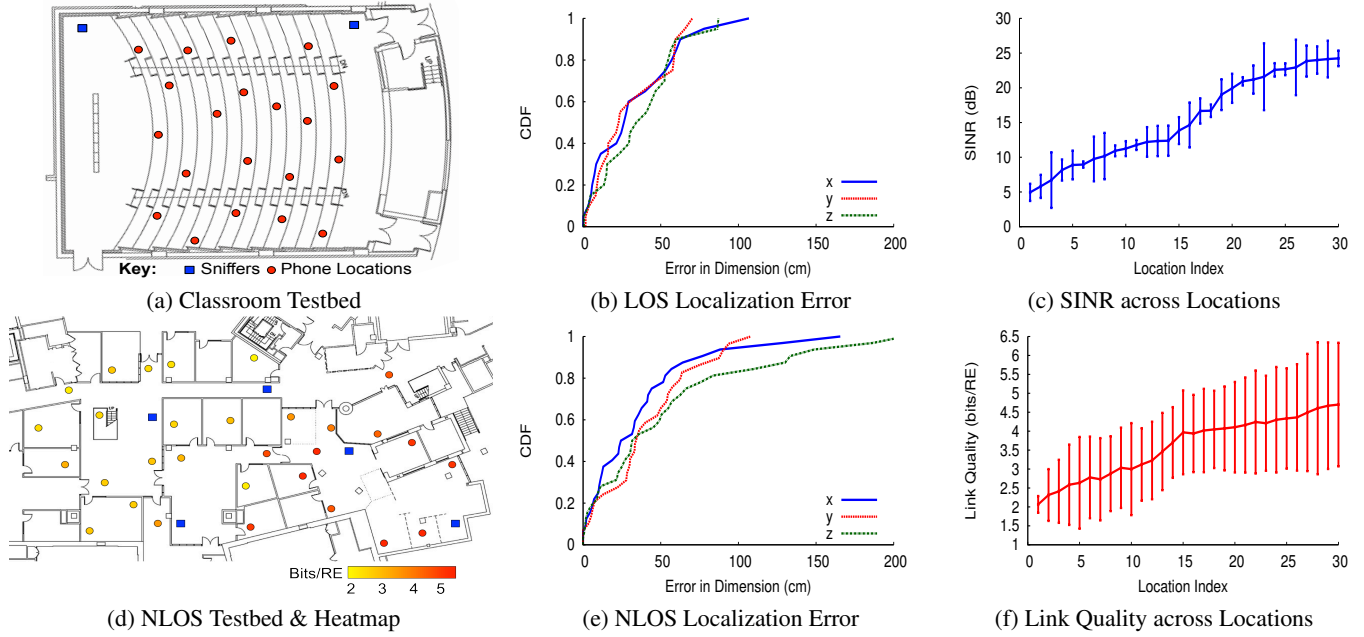 UP
DN
DN
Key: Sniffers Phone Locations
(a) Classroom Testbed
1
0.8
0.6
0.4
0.2
0
CDF
x
y
z
0 50 100 150 200
Error in Dimension (cm)
(b) LOS Localization Error
30
25
20
15
10
5
0
SINR (dB)
0 5 10 15 20 25 30
Location Index
(c) SINR across Locations
Bits/RE
2 3 4 5
(d) NLOS Testbed & Heatmap
1
0.8
0.6
0.4
0.2
0
CDF
x
y
z
0 50 100 150 200
Error in Dimension (cm)
(e) NLOS Localization Error
6.5
6
5.5
5
4.5
4
3.5
3
2.5
2
1.5
1
Link Quality (bits/RE)
0 5 10 15 20 25 30
Location Index
(f) Link Quality across Locations